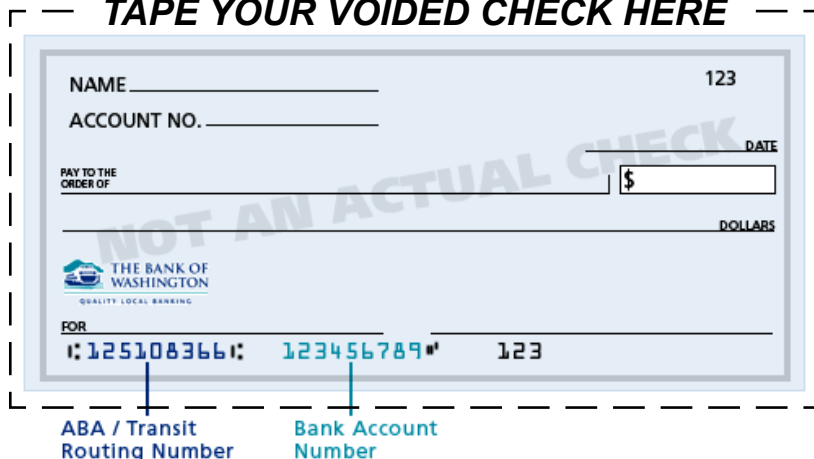 TAPE YOUR VOIDED CHECK HERE
NAME
123
ACCOUNT NO.
DATE
PAY TO THE
ORDER OF
$
NOT AN ACTUAL CHECK
DOLLARS
THE BANK OF
WASHINGTON
QUALITY LOCAL BANKING
FOR
⑆125108366⑆ 123456789⑈ 123
ABA / Transit
Routing Number
Bank Account
Number